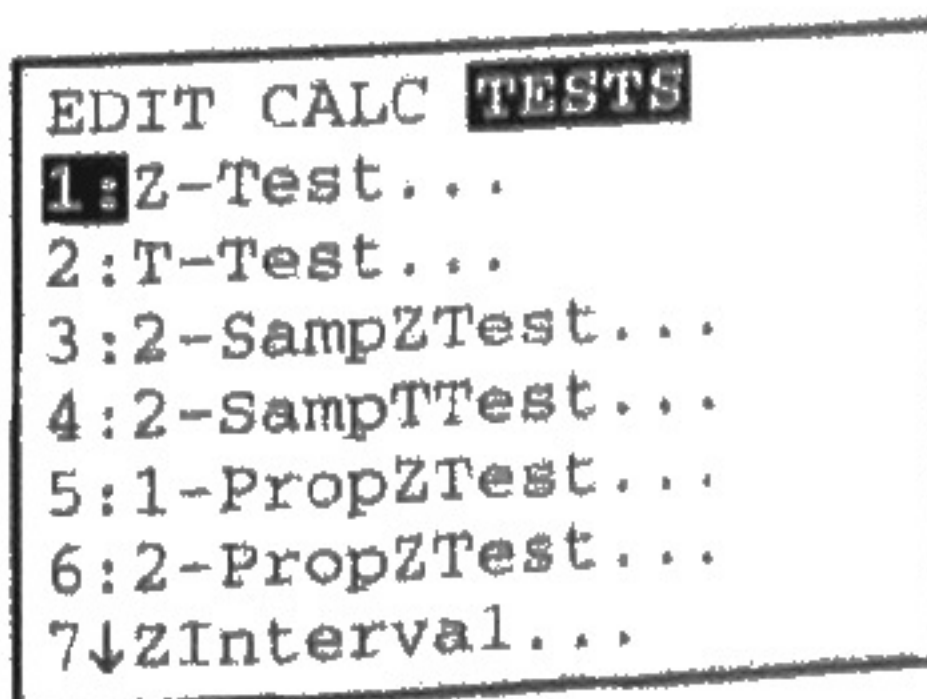 EDIT CALC TESTS
1:Z-Test...
2:T-Test...
3:2-SampZTest...
4:2-SampTTest...
5:1-PropZTest...
6:2-PropZTest...
7↓ZInterval...